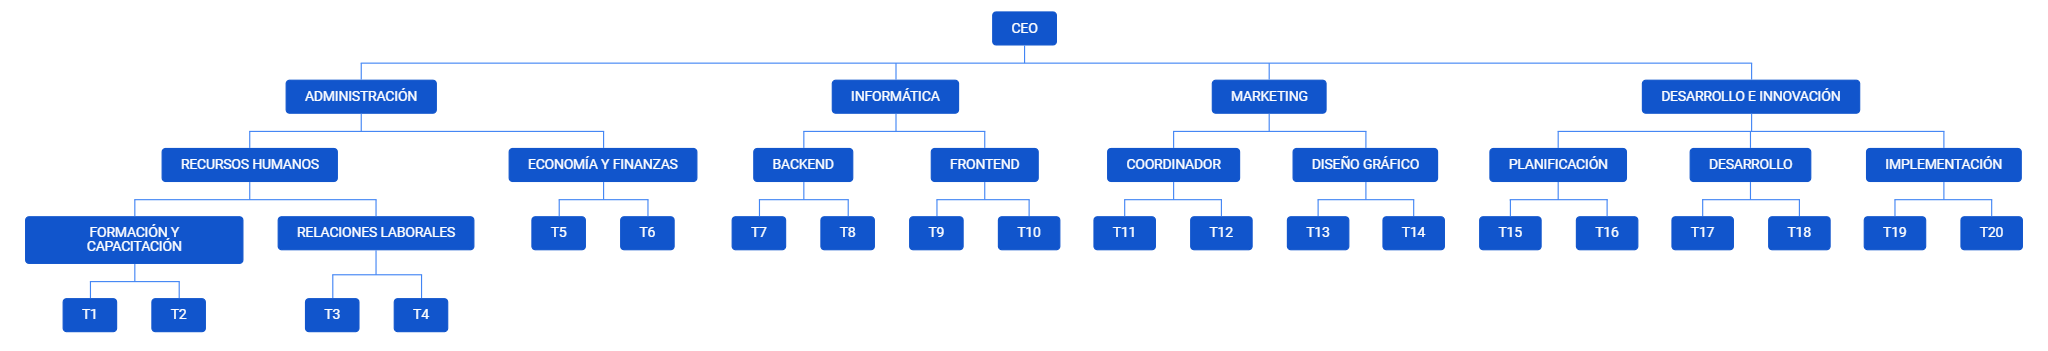 CEO
ADMINISTRACIÓN
INFORMÁTICA
MARKETING
DESARROLLO E INNOVACIÓN
RECURSOS HUMANOS
ECONOMÍA Y FINANZAS
BACKEND
FRONTEND
COORDINADOR
DISEÑO GRÁFICO
PLANIFICACIÓN
DESARROLLO
IMPLEMENTACIÓN
FORMACIÓN Y
CAPACITACIÓN
RELACIONES LABORALES
T5
T6
T7
T8
T9
T10
T11
T12
T13
T14
T15
T16
T17
T18
T19
T20
T1
T2
T3
T4